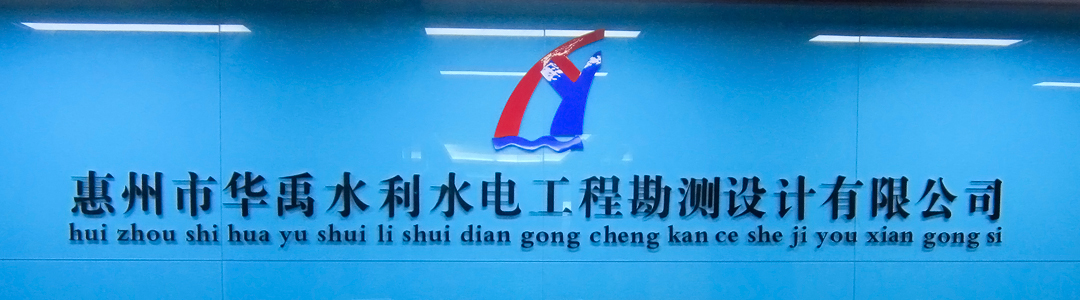 惠州市华禹水利水电工程勘测设计有限公司
hui zhou shi hua yu shui li shui dian gong cheng kan ce she ji you xian gong si